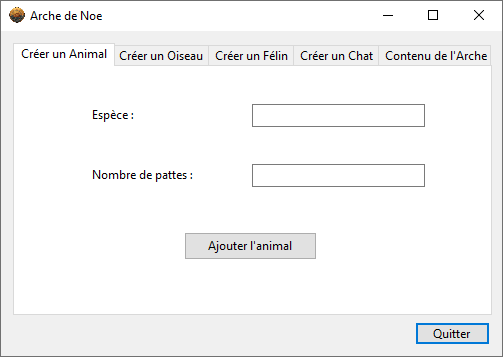 Arche de Noe
Créer un Animal Créer un Oiseau Créer un Félin Créer un Chat Contenu de l'Arche
Espèce :
Nombre de pattes :
Ajouter l'animal
Quitter